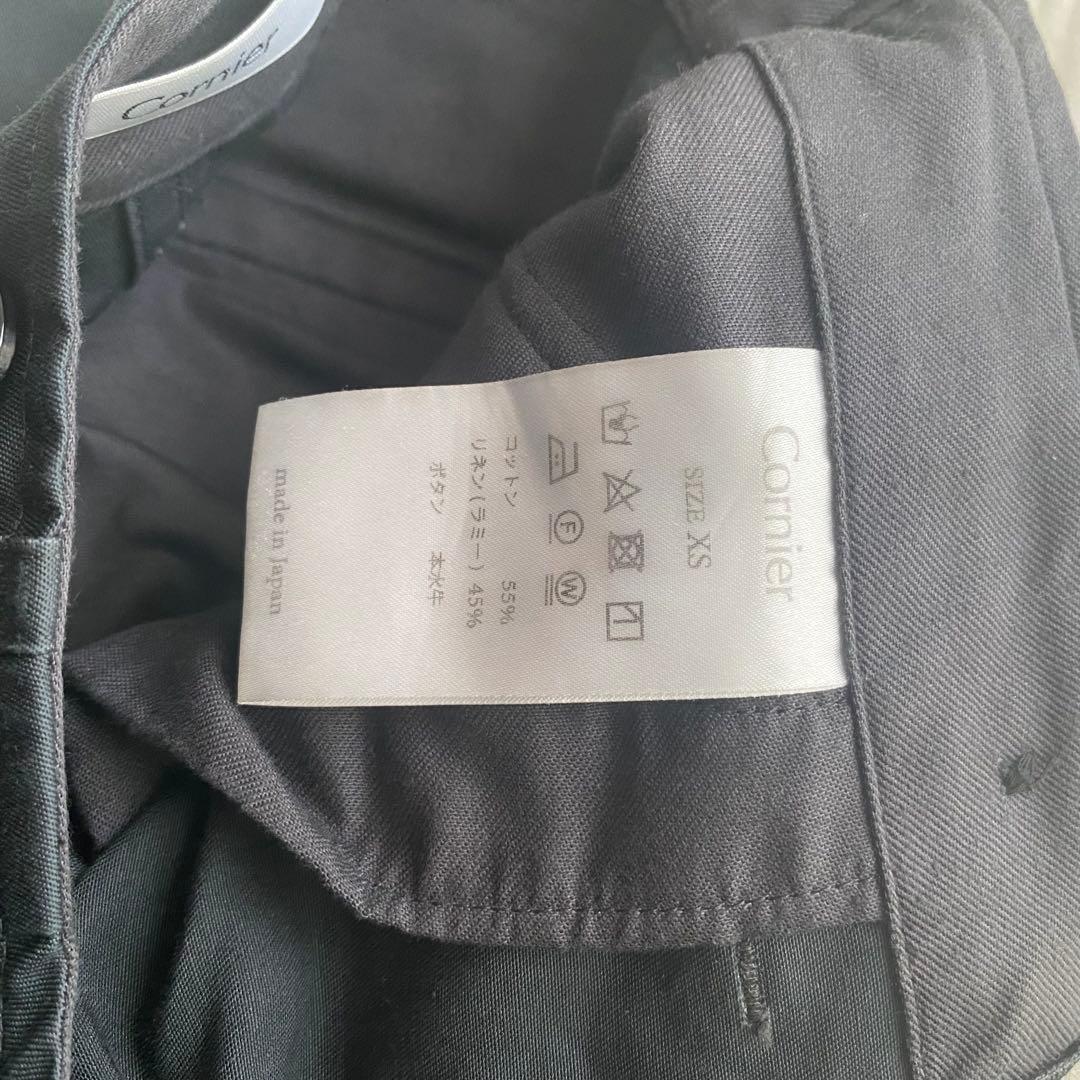 Cornier
Cornier
SIZE XS
F
W
コットン 55%
リネン(ラミー) 45%
ボタン 本水牛
made in Japan